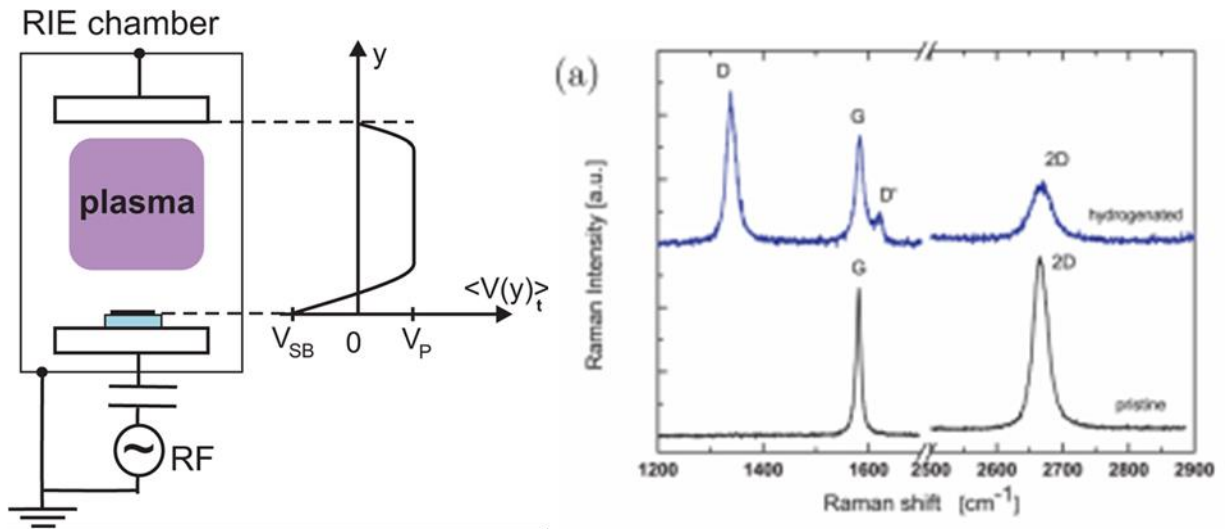 RIE chamber
plasma
y
<V(y)>t
VSB
0
VP
~
RF
(a)
Raman Intensity [a.u.]
D
G
D'
2D
hydrogenated
G
2D
pristine
1200
1400
1600
2500
2600
2700
2800
2900
Raman shift [cm⁻¹]